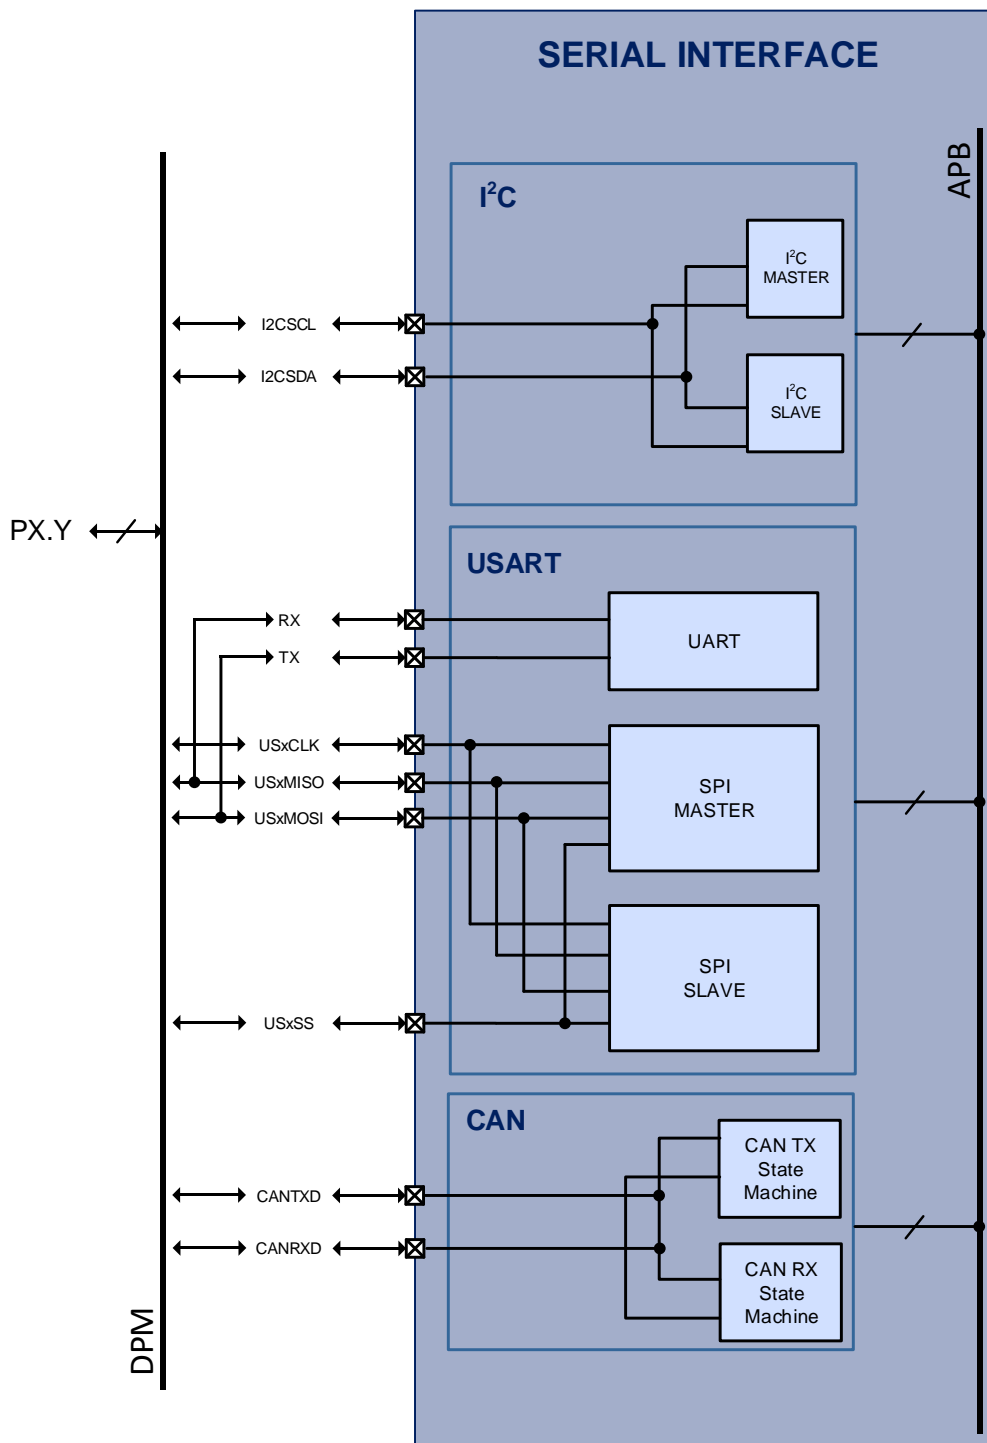 SERIAL INTERFACE
APB
I²C
I²C
MASTER
I2CSCL
I2CSDA
I²C
SLAVE
PX.Y
USART
RX
UART
TX
USxCLK
USxMISO
SPI
MASTER
USxMOSI
SPI
SLAVE
USxSS
CAN
CAN TX
State
Machine
CANTXD
CANRXD
CAN RX
State
Machine
DPM